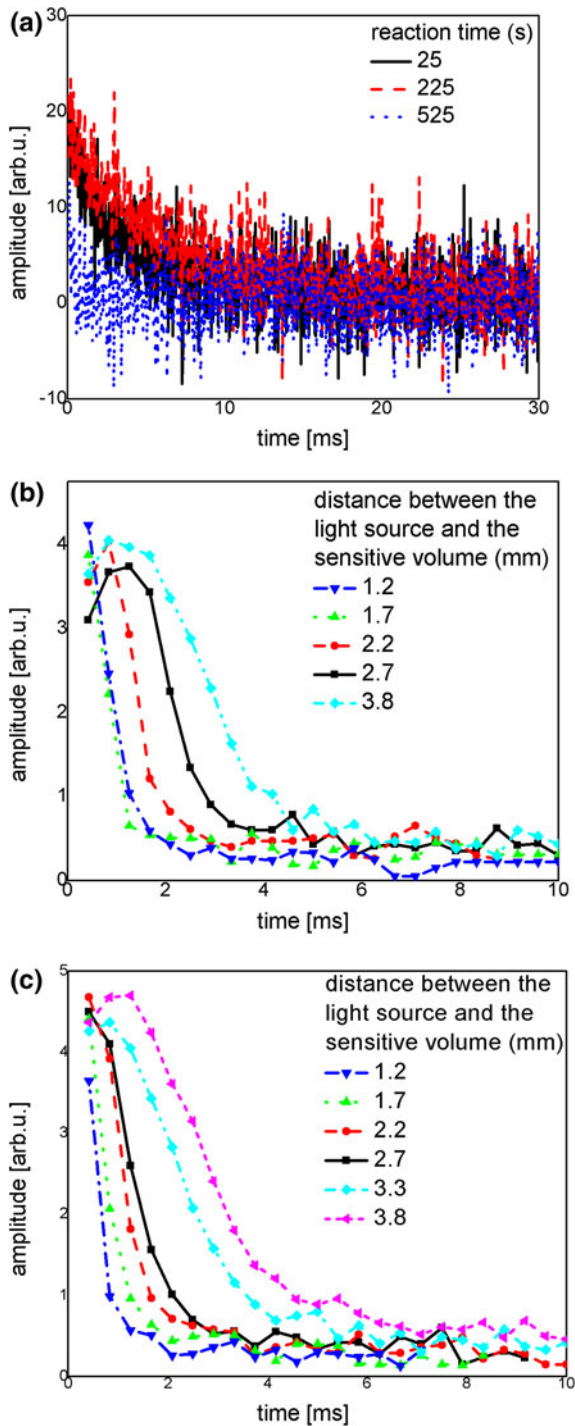 (a)
30
20
10
0
-10
amplitude [arb.u.]
reaction time (s)
25
225
525
0
10
20
30
time [ms]
(b)
4
3
2
1
0
amplitude [arb.u.]
distance between the
light source and the
sensitive volume (mm)
1.2
1.7
2.2
2.7
3.8
0
2
4
6
8
10
time [ms]
(c)
5
4
3
2
1
0
amplitude [arb.u.]
distance between the
light source and the
sensitive volume (mm)
1.2
1.7
2.2
2.7
3.3
3.8
0
2
4
6
8
10
time [ms]